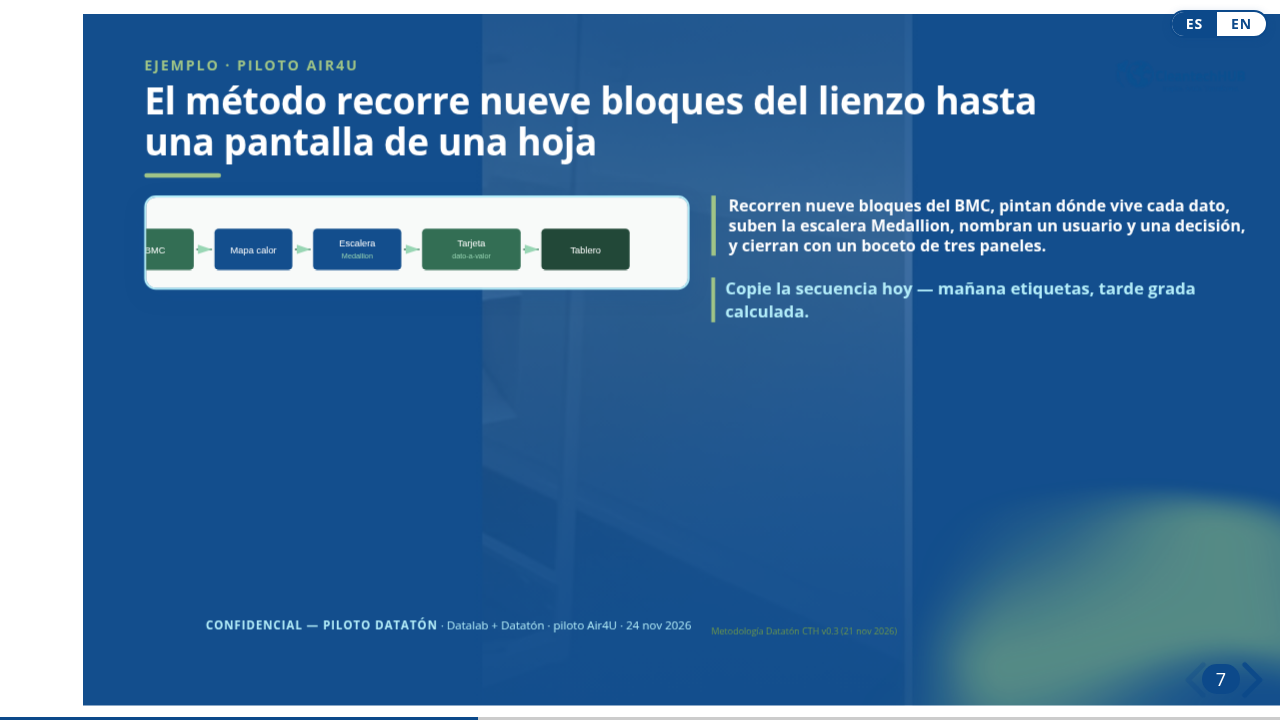 ES EN
EJEMPLO · PILOTO AIR4U
El método recorre nueve bloques del lienzo hasta
una pantalla de una hoja
BMC
Mapa calor
Escalera
Medallion
Tarjeta
dato-a-valor
Tablero
Recorren nueve bloques del BMC, pintan dónde vive cada dato,
suben la escalera Medallion, nombran un usuario y una decisión,
y cierran con un boceto de tres paneles.
Copie la secuencia hoy — mañana etiquetas, tarde grada
calculada.
CONFIDENCIAL — PILOTO DATATÓN · Datalab + Datatón · piloto Air4U · 24 nov 2026
Metodología Datatón CTH v0.3 (21 nov 2026)
7